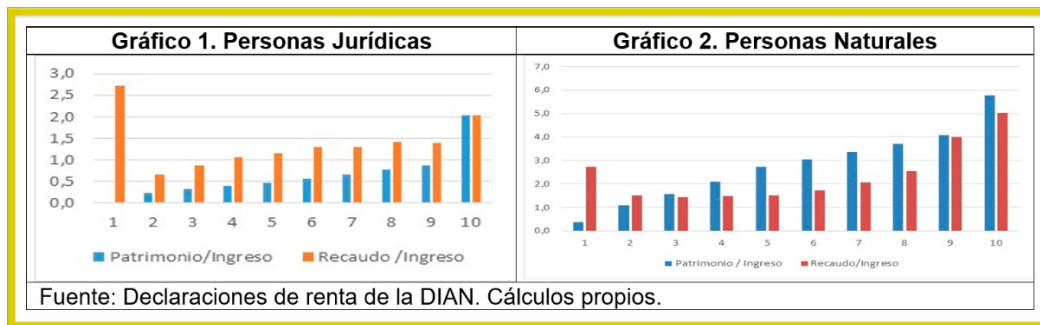 Gráfico 1. Personas Jurídicas
3,0
2,5
2,0
1,5
1,0
0,5
0,0
1 2 3 4 5 6 7 8 9 10
Patrimonio/Ingreso Recaudo /Ingreso
Gráfico 2. Personas Naturales
7,0
6,0
5,0
4,0
3,0
2,0
1,0
0,0
1 2 3 4 5 6 7 8 9 10
Patrimonio / Ingreso Recaudo/Ingreso
Fuente: Declaraciones de renta de la DIAN. Cálculos propios.